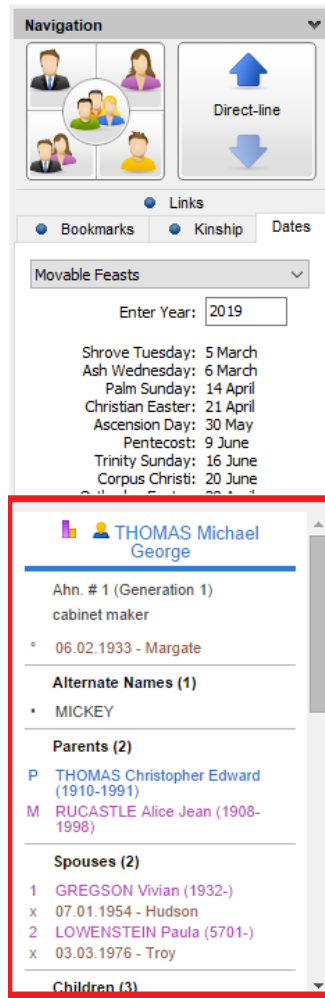 Navigation
Direct-line
Links
Bookmarks
Kinship
Dates
Movable Feasts
Enter Year: 2019
Shrove Tuesday: 5 March
Ash Wednesday: 6 March
Palm Sunday: 14 April
Christian Easter: 21 April
Ascension Day: 30 May
Pentecost: 9 June
Trinity Sunday: 16 June
Corpus Christi: 20 June
THOMAS Michael
George
Ahn. # 1 (Generation 1)
cabinet maker
° 06.02.1933 - Margate
Alternate Names (1)
• MICKEY
Parents (2)
P THOMAS Christopher Edward
(1910-1991)
M RUCASTLE Alice Jean (1908-
1998)
Spouses (2)
1 GREGSON Vivian (1932-)
x 07.01.1954 - Hudson
2 LOWENSTEIN Paula (5701-)
x 03.03.1976 - Troy
Children (3)